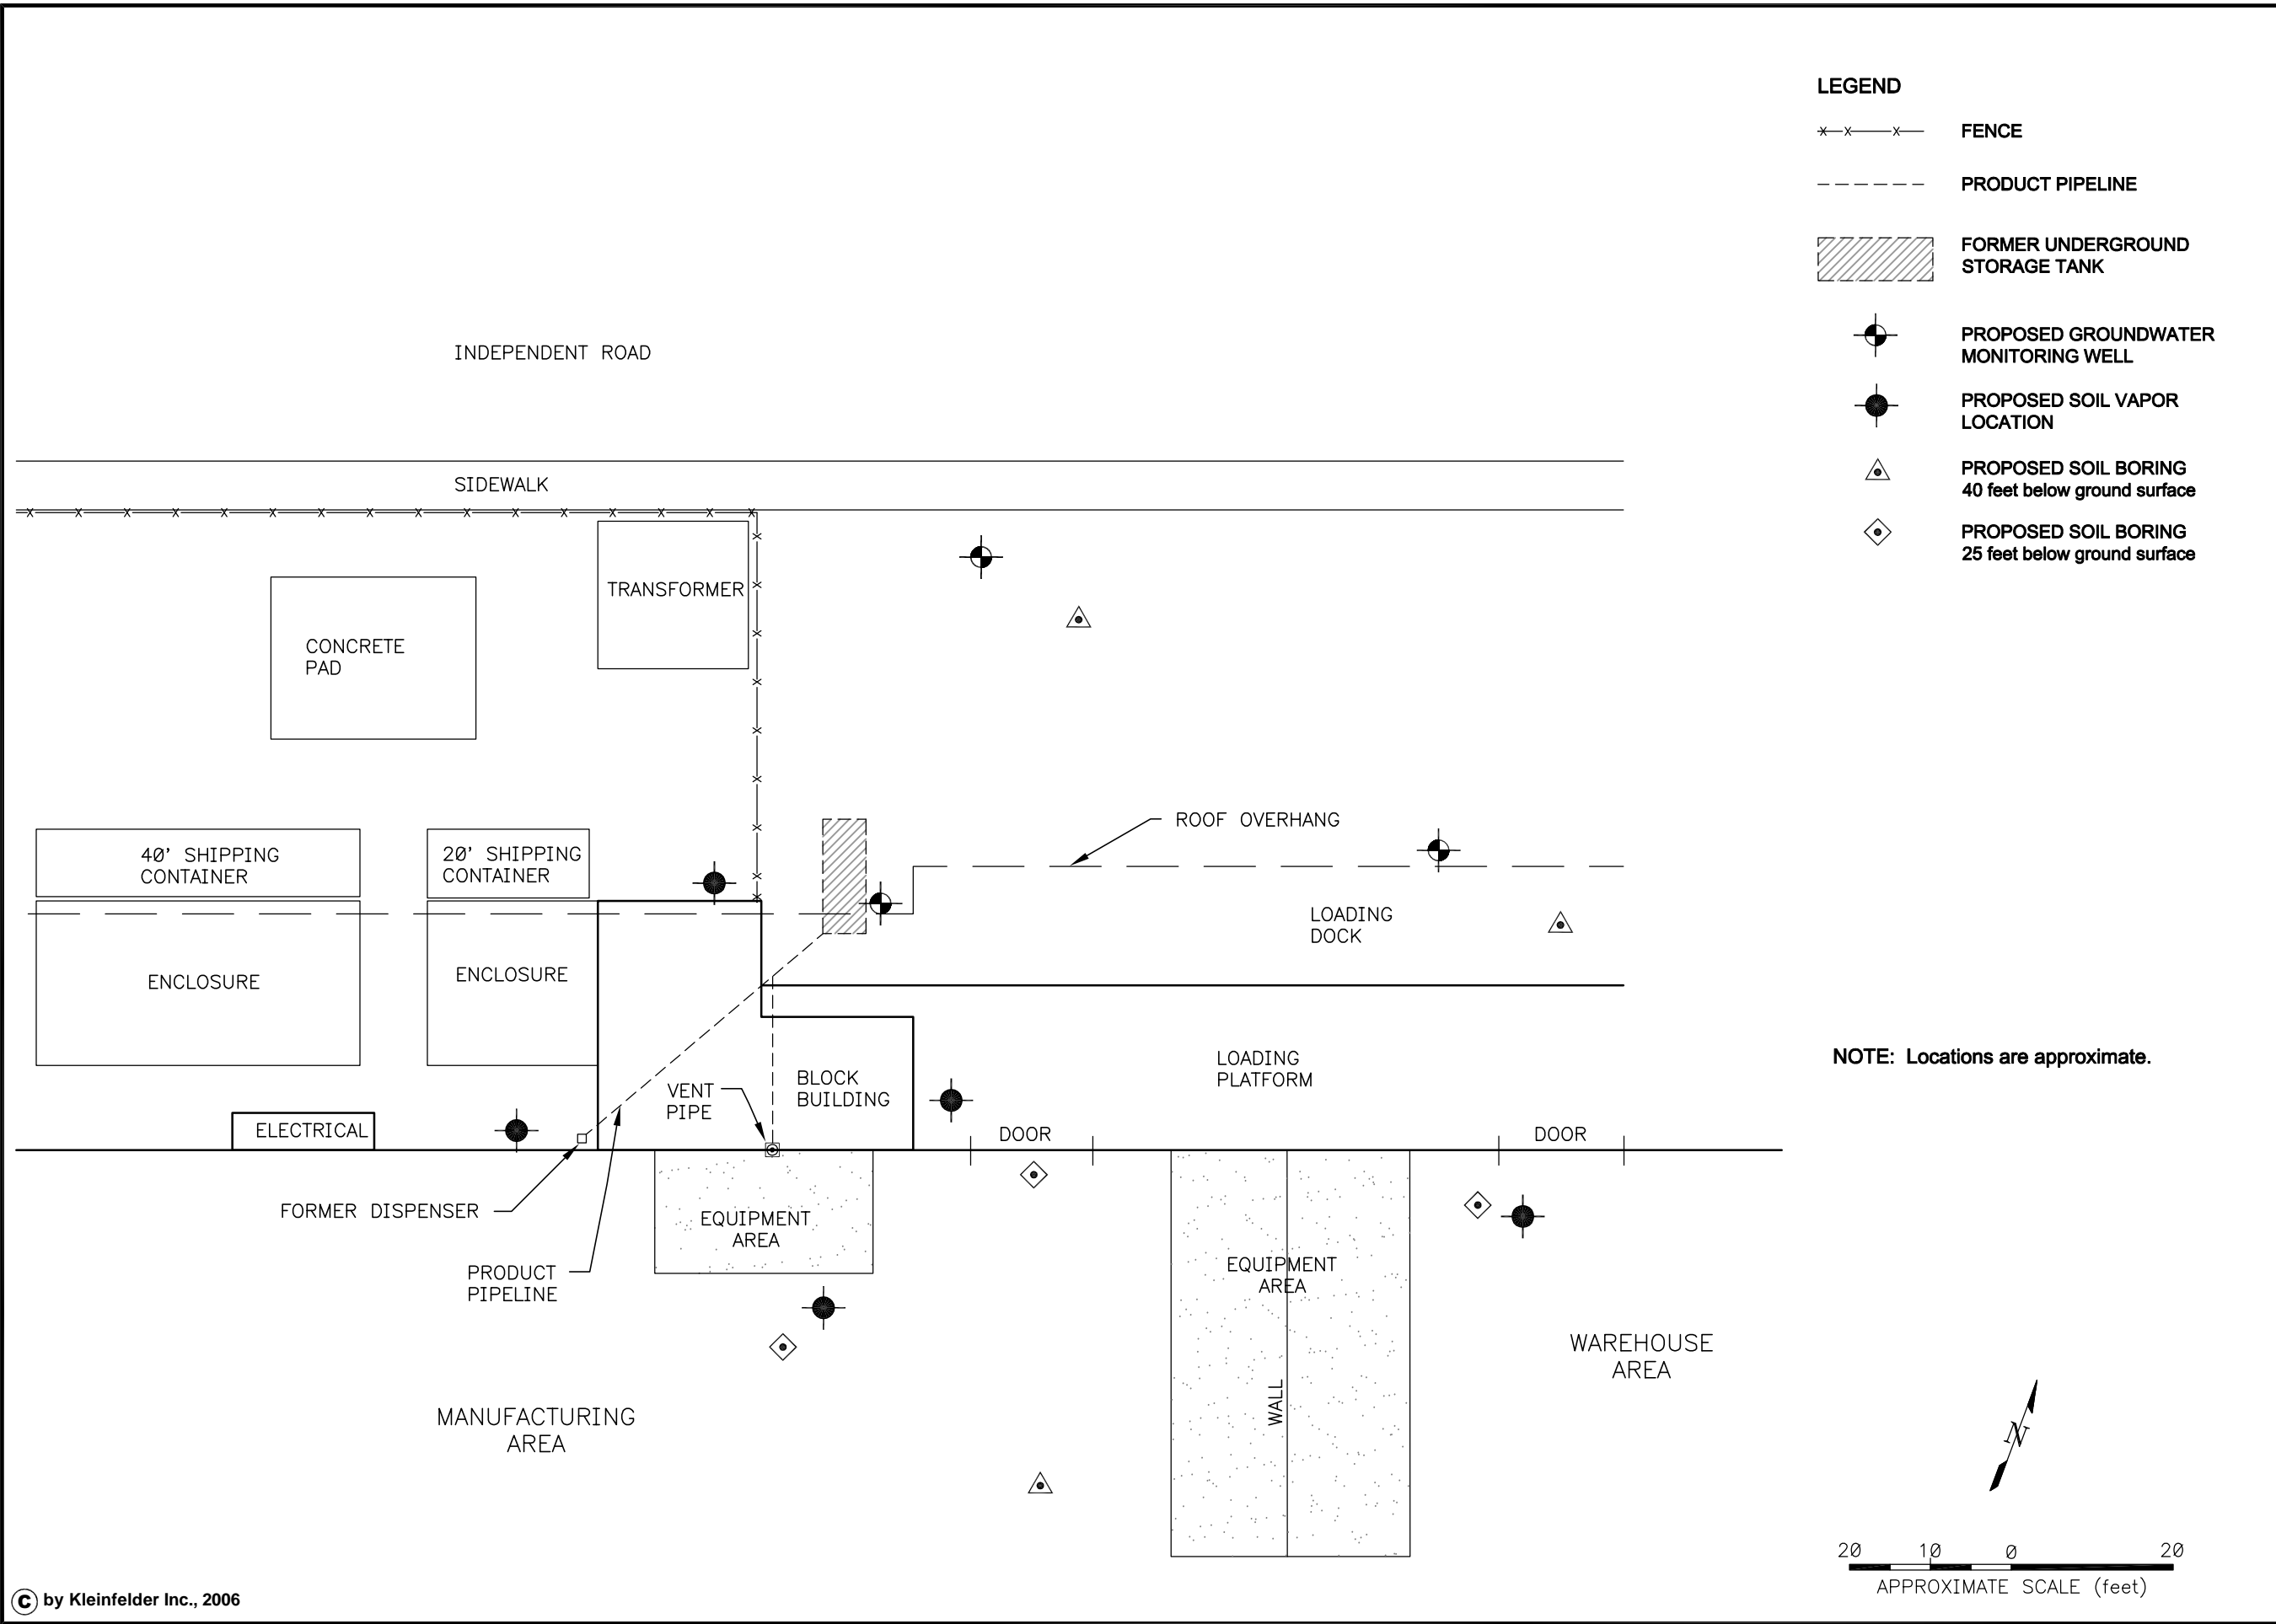 LEGEND
FENCE
PRODUCT PIPELINE
FORMER UNDERGROUND
STORAGE TANK
PROPOSED GROUNDWATER
MONITORING WELL
PROPOSED SOIL VAPOR
LOCATION
PROPOSED SOIL BORING
40 feet below ground surface
PROPOSED SOIL BORING
25 feet below ground surface
INDEPENDENT ROAD
SIDEWALK
TRANSFORMER
CONCRETE
PAD
ROOF OVERHANG
40' SHIPPING
CONTAINER
20' SHIPPING
CONTAINER
LOADING
DOCK
ENCLOSURE
ENCLOSURE
LOADING
PLATFORM
NOTE: Locations are approximate.
VENT
PIPE
BLOCK
BUILDING
ELECTRICAL
DOOR
DOOR
FORMER DISPENSER
EQUIPMENT
AREA
PRODUCT
PIPELINE
EQUIPMENT
AREA
WAREHOUSE
AREA
WALL
MANUFACTURING
AREA
N
20 10 0 20
APPROXIMATE SCALE (feet)
© by Kleinfelder Inc., 2006